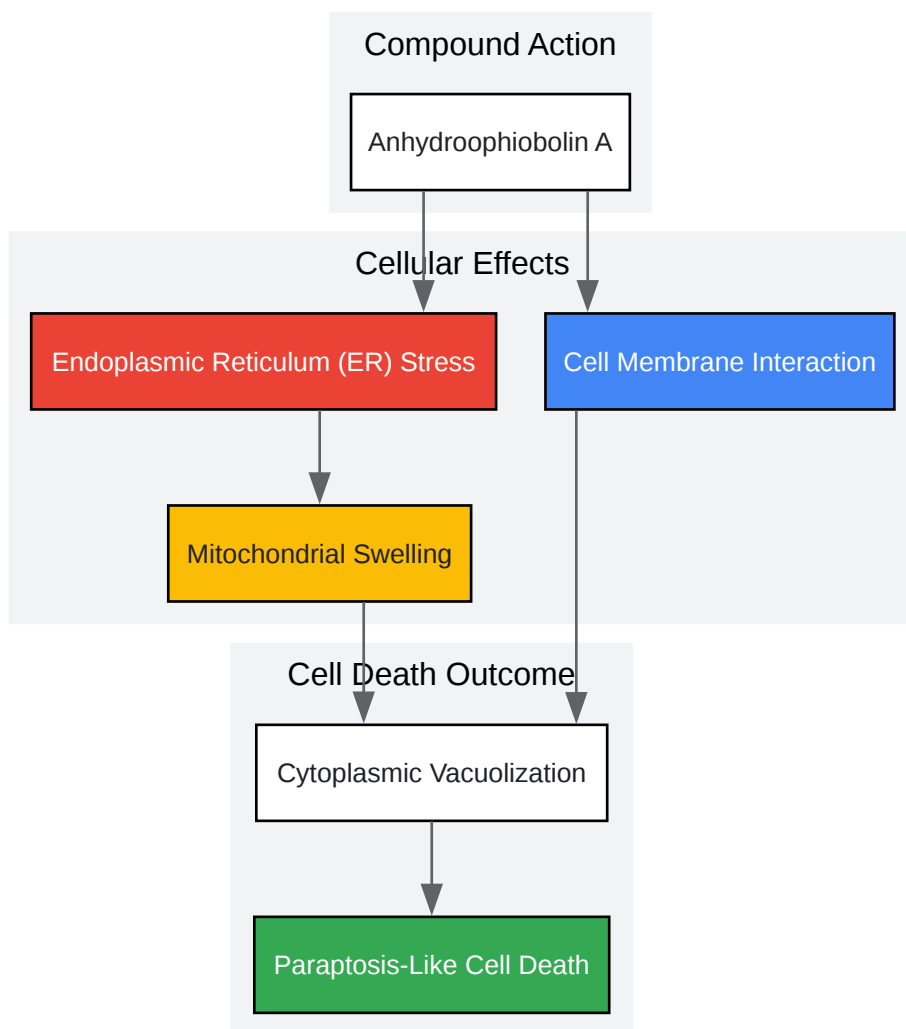 Compound Action
Anhydroophiobolin A
Cellular Effects
Endoplasmic Reticulum (ER) Stress
Cell Membrane Interaction
Mitochondrial Swelling
Cell Death Outcome
Cytoplasmic Vacuolization
Paraptosis-Like Cell Death